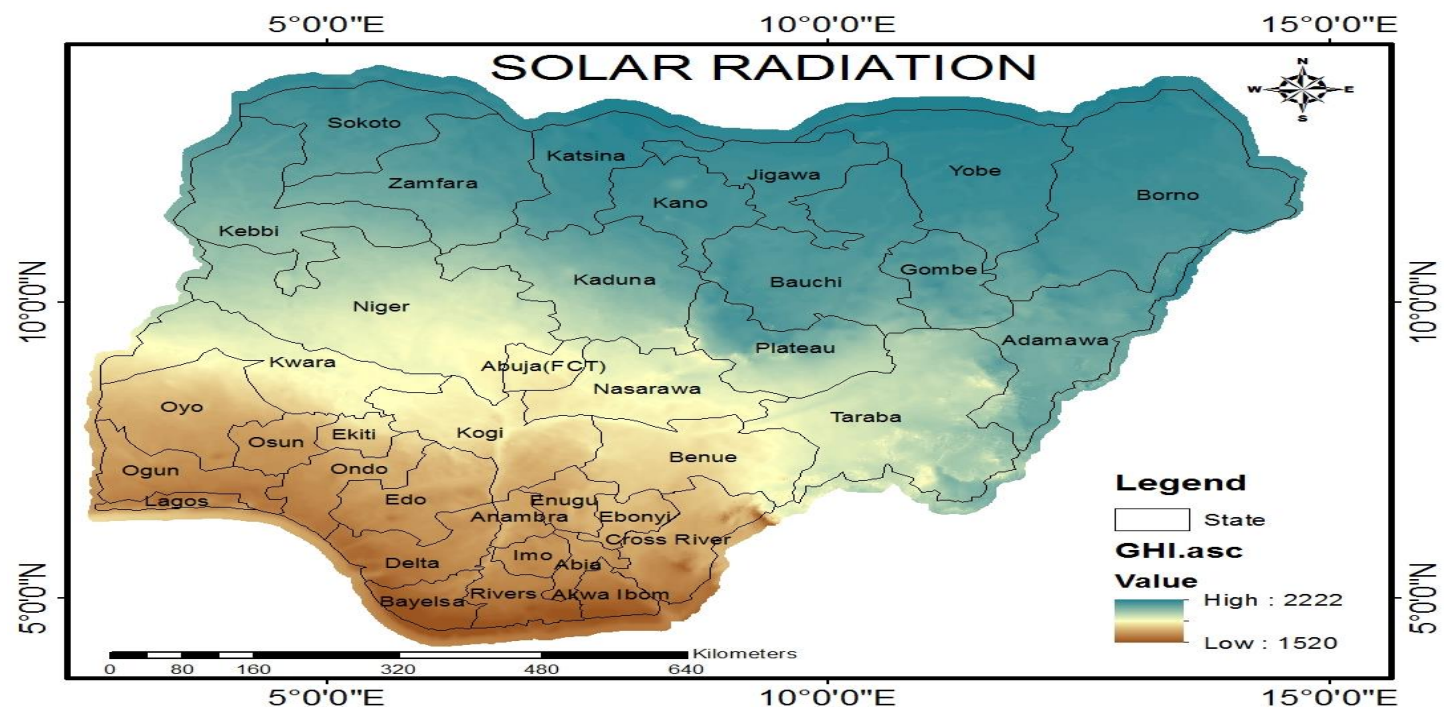 5°0'0"E 10°0'0"E 15°0'0"E
SOLAR RADIATION
N
W E
S
Sokoto
Katsina
Jigawa
Yobe
Zamfara
Kano
Borno
Kebbi
Kaduna
Bauchi
Gombe
10°0'0"N
10°0'0"N
Niger
Plateau
Adamawa
Kwara
Abuja(FCT)
Nasarawa
Oyo
Taraba
Osun
Ekiti
Kogi
Benue
Ogun
Ondo
Lagos
Edo
Enugu
Anambra
Ebonyi
Cross River
Imo
Abia
Delta
Bayelsa
Rivers
Akwa Ibom
Legend
State
GHI.asc
Value
High : 2222
Low : 1520
5°0'0"N
5°0'0"N
Kilometers
0 80 160 320 480 640
5°0'0"E 10°0'0"E 15°0'0"E